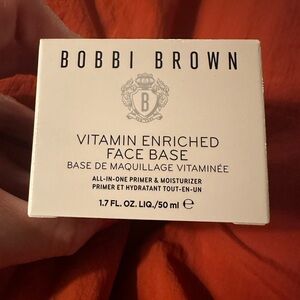 BOBBI BROWN
B
VITAMIN ENRICHED
FACE BASE
BASE DE MAQUILLAGE VITAMINÉE
ALL-IN-ONE PRIMER & MOISTURIZER
PRIMER ET HYDRATANT TOUT-EN-UN
1.7 FL. OZ. LIQ./50 ml ℮